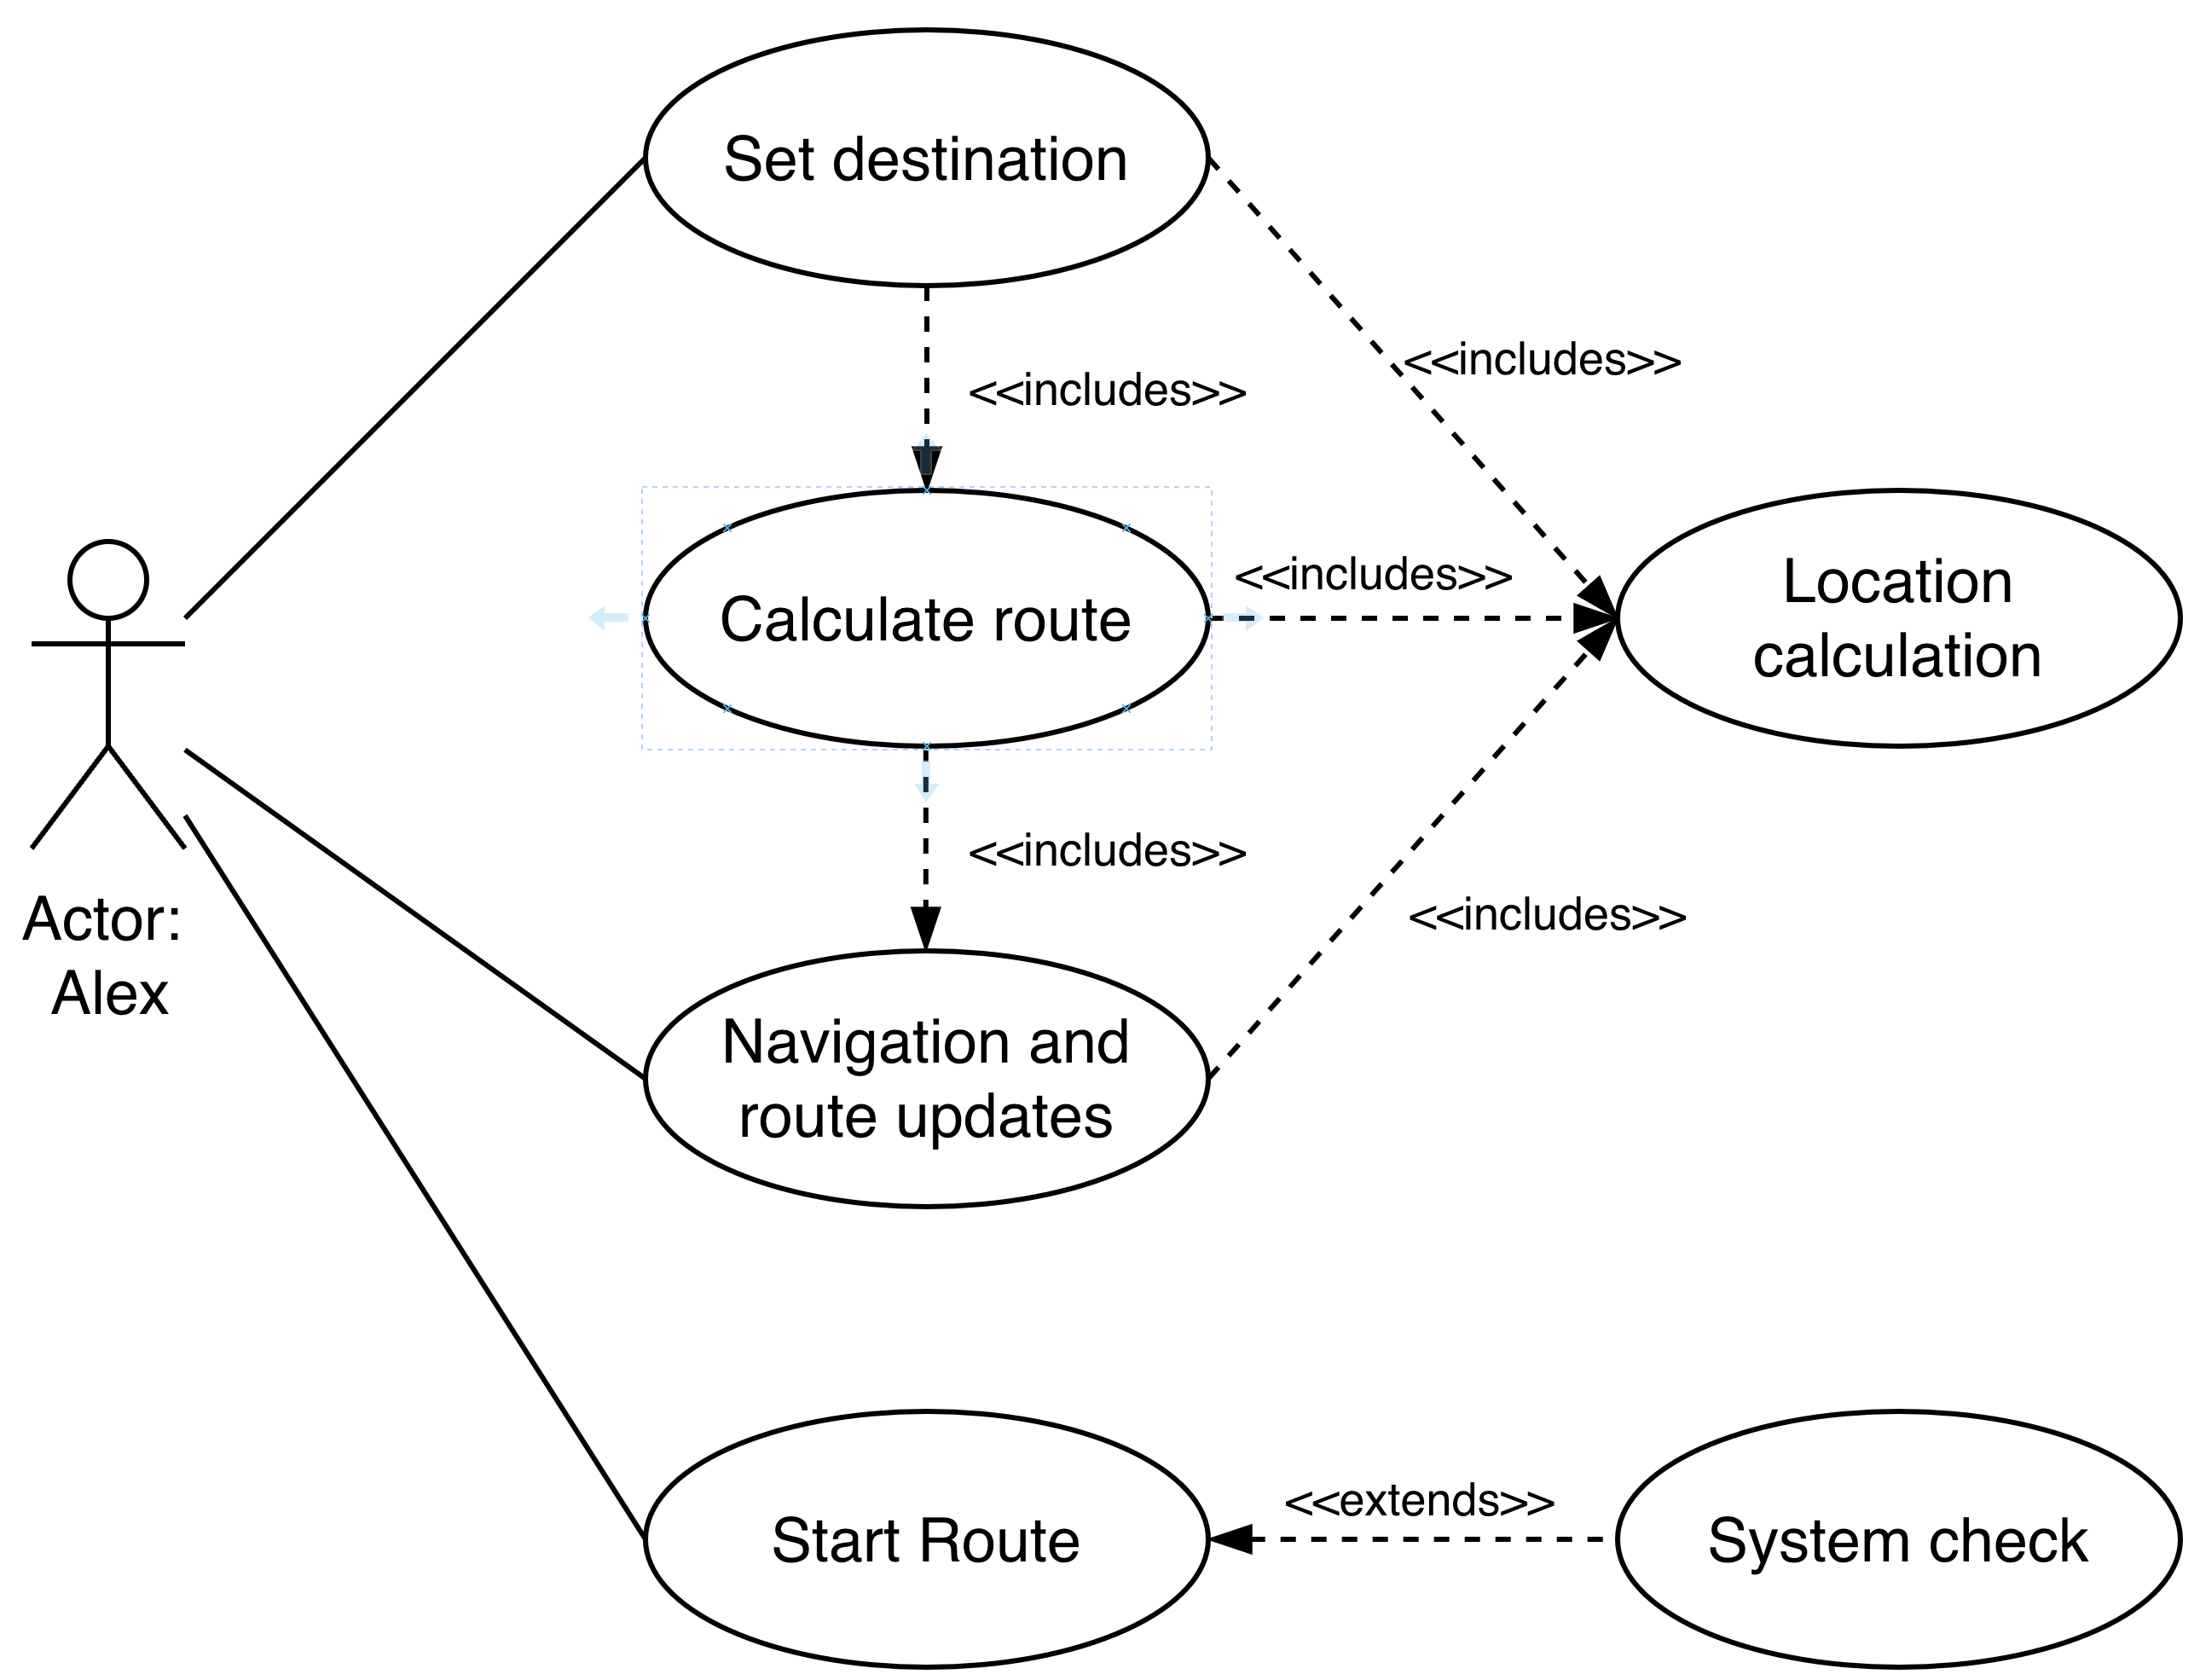 Set destination
<<includes>>
<<includes>>
Calculate route
<<includes>>
Location
calculation
<<includes>>
<<includes>>
Actor:
Alex
Navigation and
route updates
Start Route
<<extends>>
System check